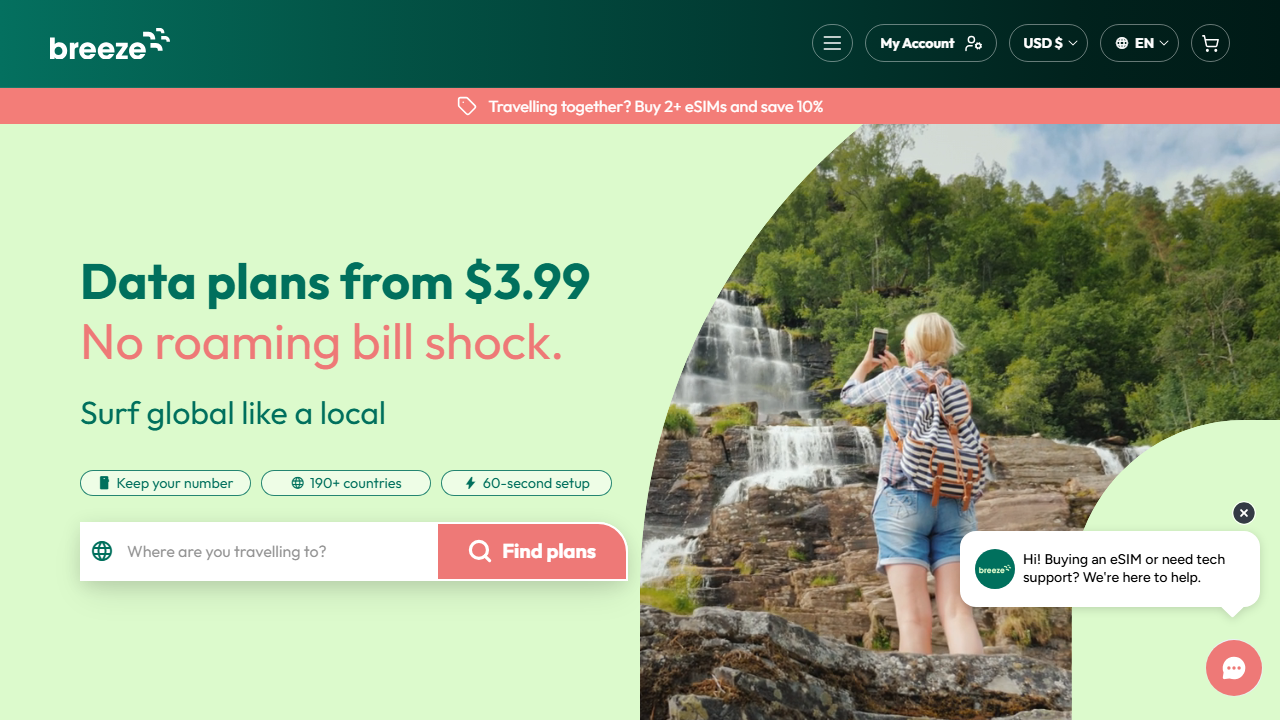 breeze
My Account
USD $
EN
Travelling together? Buy 2+ eSIMs and save 10%
Data plans from $3.99
No roaming bill shock.
Surf global like a local
Keep your number
190+ countries
60-second setup
Where are you travelling to?
Find plans
breeze
Hi! Buying an eSIM or need tech
support? We're here to help.